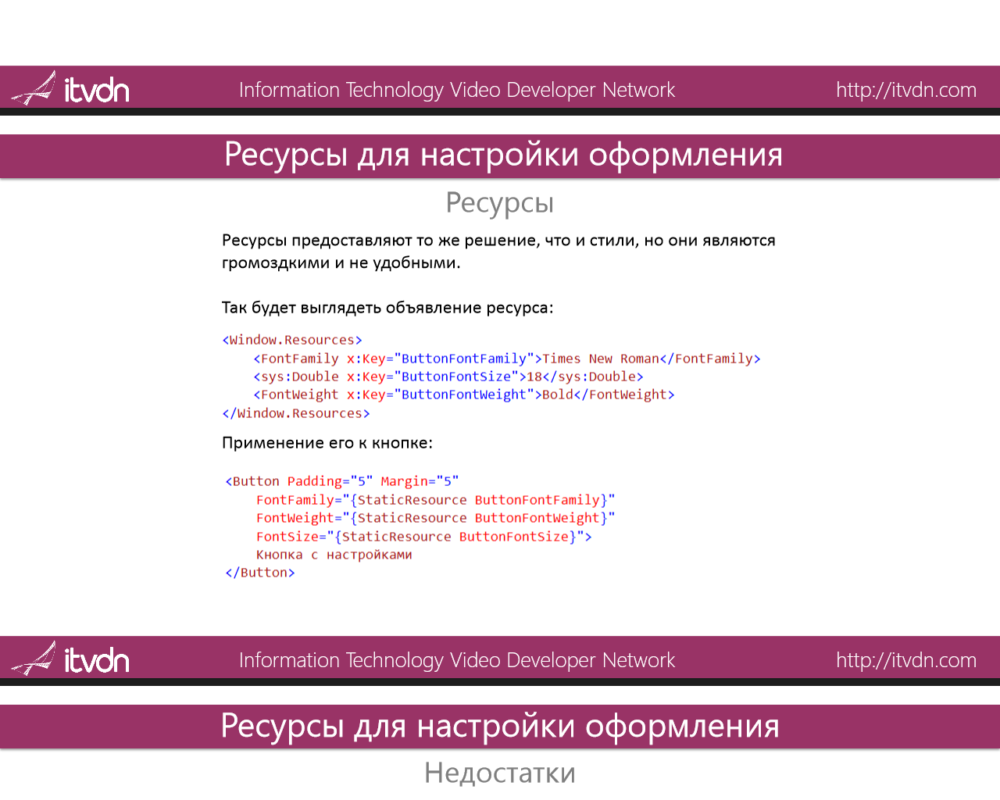 itvdn Information Technology Video Developer Network http://itvdn.com
Ресурсы для настройки оформления
Ресурсы
Ресурсы предоставляют то же решение, что и стили, но они являются
громоздкими и не удобными.
Так будет выглядеть объявление ресурса:
<Window.Resources>
    <FontFamily x:Key="ButtonFontFamily">Times New Roman</FontFamily>
    <sys:Double x:Key="ButtonFontSize">18</sys:Double>
    <FontWeight x:Key="ButtonFontWeight">Bold</FontWeight>
</Window.Resources>
Применение его к кнопке:
<Button Padding="5" Margin="5"
    FontFamily="{StaticResource ButtonFontFamily}"
    FontWeight="{StaticResource ButtonFontWeight}"
    FontSize="{StaticResource ButtonFontSize}">
    Кнопка с настройками
</Button>
itvdn Information Technology Video Developer Network http://itvdn.com
Ресурсы для настройки оформления
Недостатки